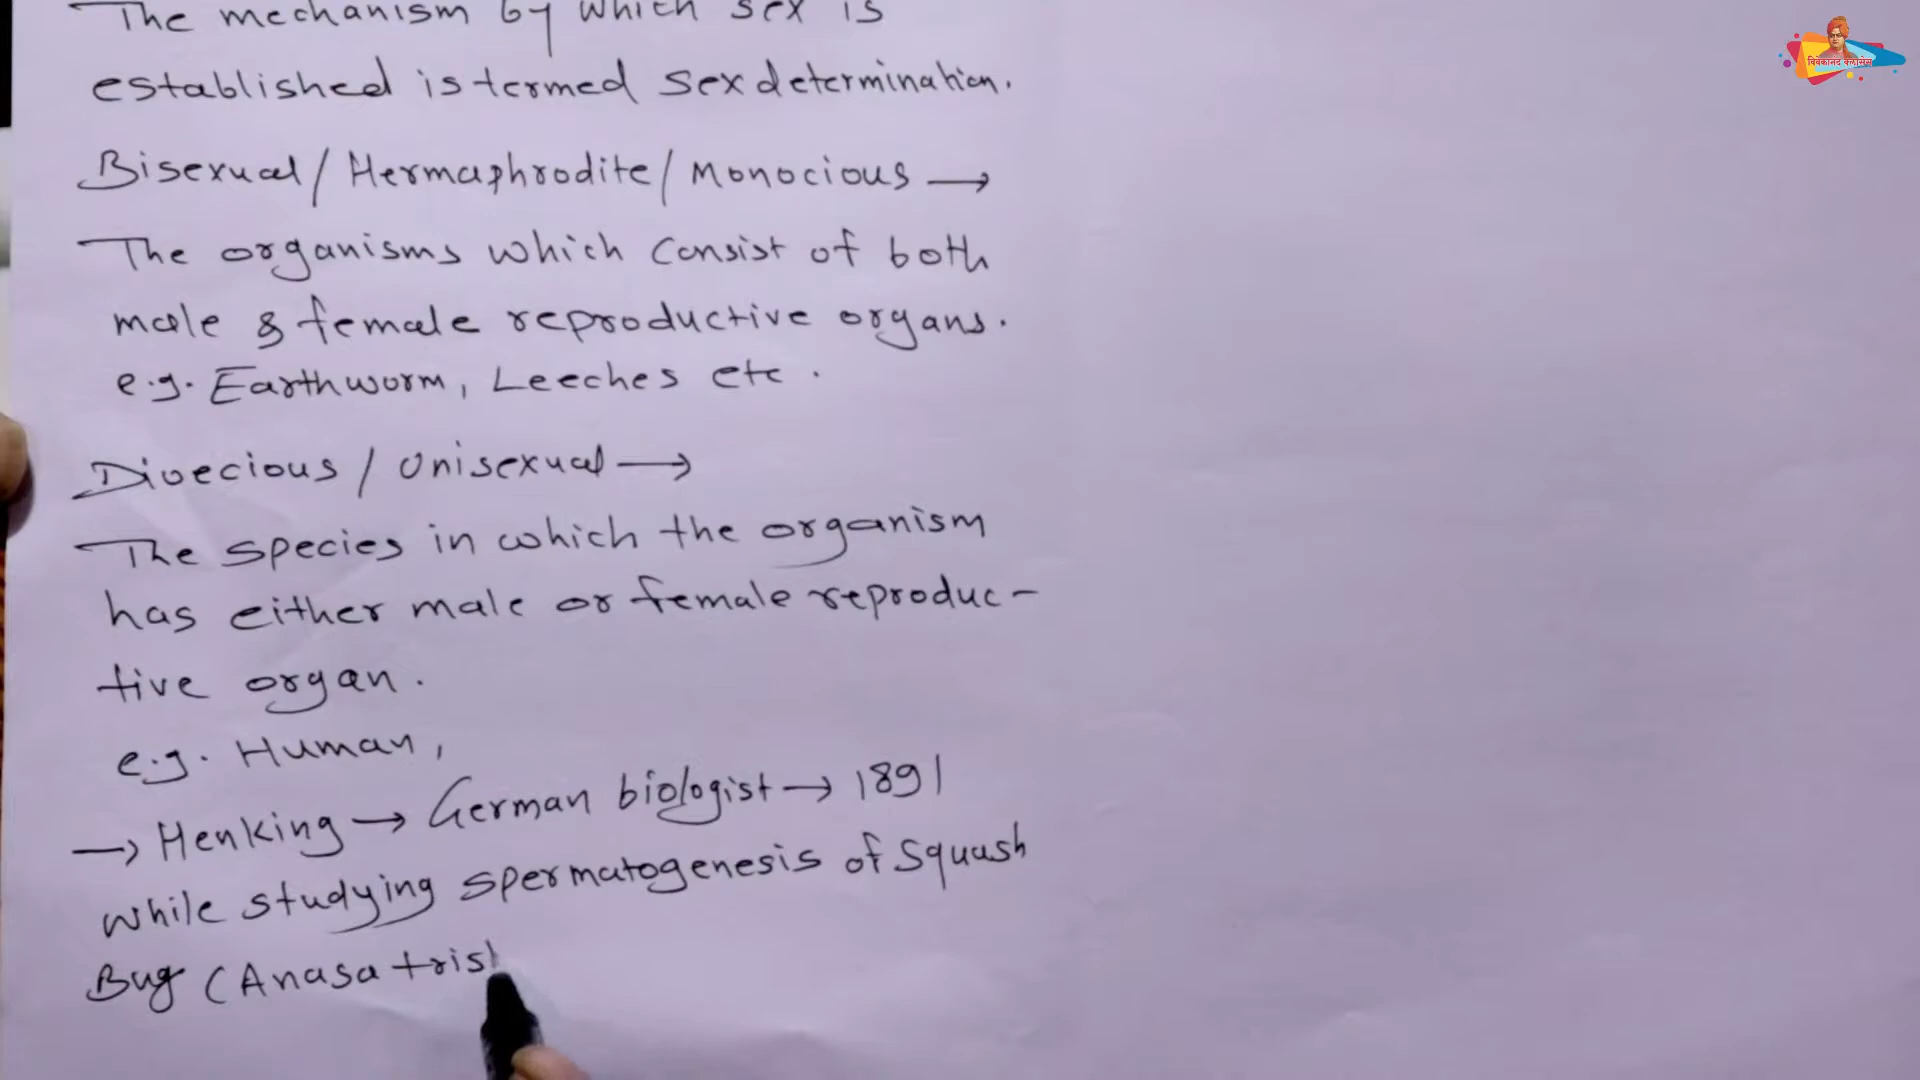 The mechanism by which sex is
established is termed sex determination.
Bisexual / Hermaphrodite / Monocious →
The organisms which consist of both
male & female reproductive organs.
e.g. Earthworm, Leeches etc.
Dioecious / Unisexual →
The species in which the organism
has either male or female reproduc-
tive organ.
e.g. Human,
→ Henking → German biologist → 1891
While studying spermatogenesis of Squash
Bug (Anasa trist
विवेकानंद क्लासेस